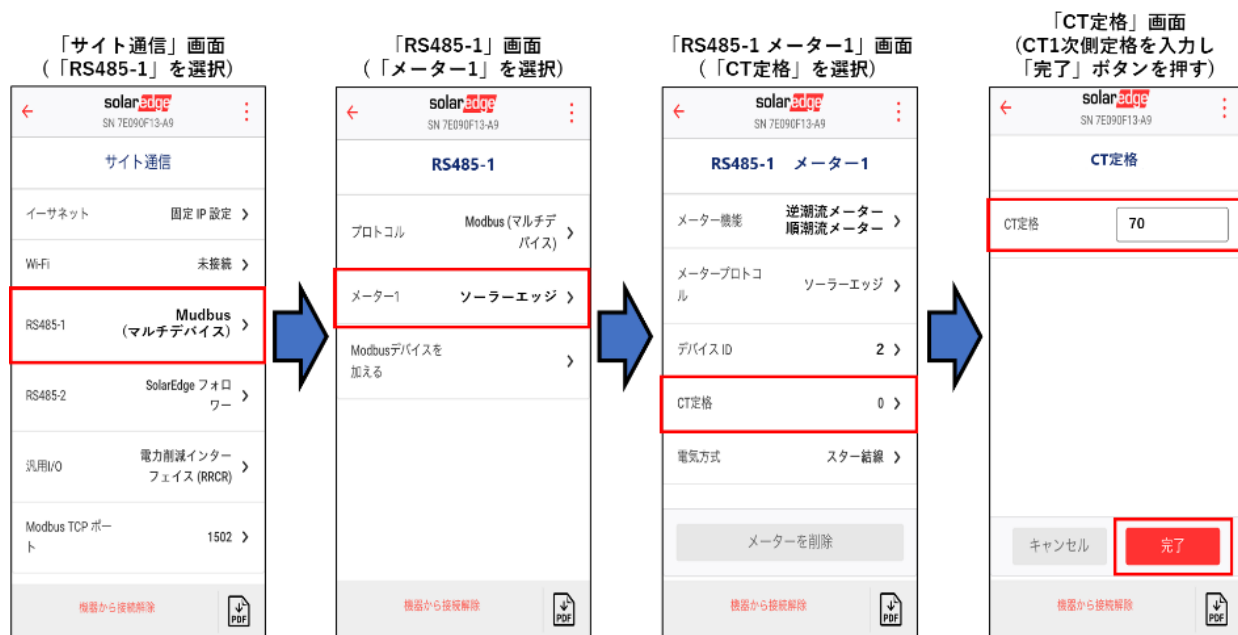 「サイト通信」画面
(「RS485-1」を選択)
solaredge
SN 7E090F13-A9
サイト通信
イーサネット 固定 IP 設定
Wi-Fi 未接続
RS485-1 Mudbus
(マルチデバイス)
RS485-2 SolarEdge フォロ
ワー
汎用I/O 電力削減インター
フェイス (RRCR)
Modbus TCP ポー
ト 1502
機器から接続解除
PDF
「RS485-1」画面
(「メーター1」を選択)
solaredge
SN 7E090F13-A9
RS485-1
プロトコル Modbus (マルチデ
バイス)
メーター1 ソーラーエッジ
Modbusデバイスを
加える
機器から接続解除
PDF
「RS485-1 メーター1」画面
(「CT定格」を選択)
solaredge
SN 7E090F13-A9
RS485-1 メーター1
メーター機能 逆潮流メーター
順潮流メーター
メータープロトコ
ル ソーラーエッジ
デバイス ID 2
CT定格 0
電気方式 スター結線
メーターを削除
機器から接続解除
PDF
「CT定格」画面
(CT1次側定格を入力し
「完了」ボタンを押す)
solaredge
SN 7E090F13-A9
CT定格
CT定格 70
キャンセル 完了
機器から接続解除
PDF